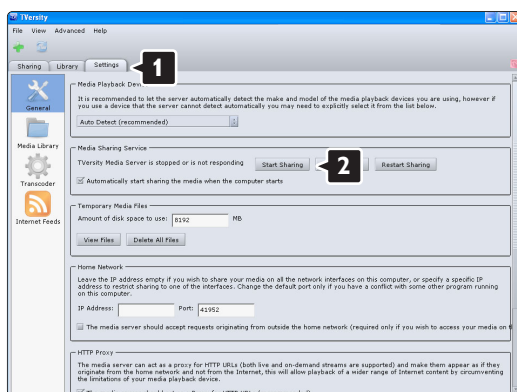 TVersity
File View Advanced Help
Sharing Library Settings
1
General
Media Library
Transcoder
Internet Feeds
Media Playback
It is recommended to let the server automatically detect the make and model of the media playback devices you are using, however if
you use a device that the server cannot detect automatically you may need to explicitly select it from the list below.
Auto Detect (recommended)
Media Sharing Service
TVersity Media Server is stopped or is not responding Start Sharing 2 Restart Sharing
Automatically start sharing the media when the computer starts
Temporary Media Files
Amount of disk space to use: 8192 MB
View Files Delete All Files
Home Network
Leave the IP address empty if you wish to share your media on all the network interfaces on this computer, or specify a specific IP
address to restrict sharing to one of the interfaces. Change the default port only if you have a conflict with some other program running
on this computer.
IP Address: Port: 41952
The media server should accept requests originating from outside the home network (required only if you wish to access your media on
HTTP Proxy
The media server can also act as a proxy for HTTP URLs (both live and on-demand streams are supported) and make them appear as if they
originate from the home network and not from the Internet, this will allow playback of a wider range of Internet content by circumventing
the limitations of your media playback device.